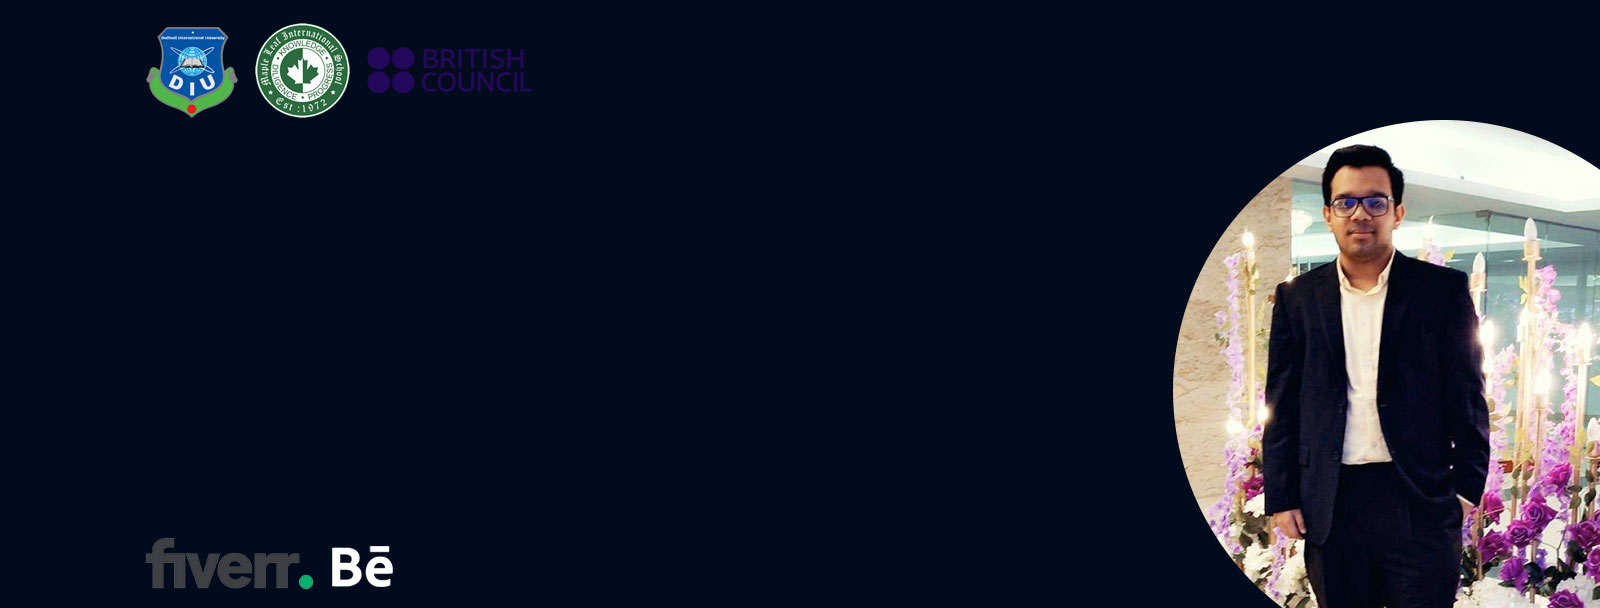 Daffodil International University
DIU
Maple Leaf International School
KNOWLEDGE
DILIGENCE • PROGRESS
Est :1972
BRITISH
COUNCIL
fiverr.
Bē